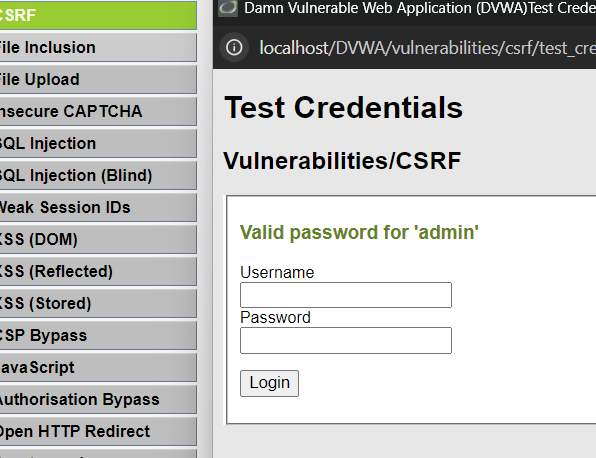 CSRF
File Inclusion
File Upload
Insecure CAPTCHA
SQL Injection
SQL Injection (Blind)
Weak Session IDs
XSS (DOM)
XSS (Reflected)
XSS (Stored)
CSP Bypass
JavaScript
Authorisation Bypass
Open HTTP Redirect
Damn Vulnerable Web Application (DVWA)Test Crede
localhost/DVWA/vulnerabilities/csrf/test_cre
Test Credentials
Vulnerabilities/CSRF
Valid password for 'admin'
Username
Password
Login